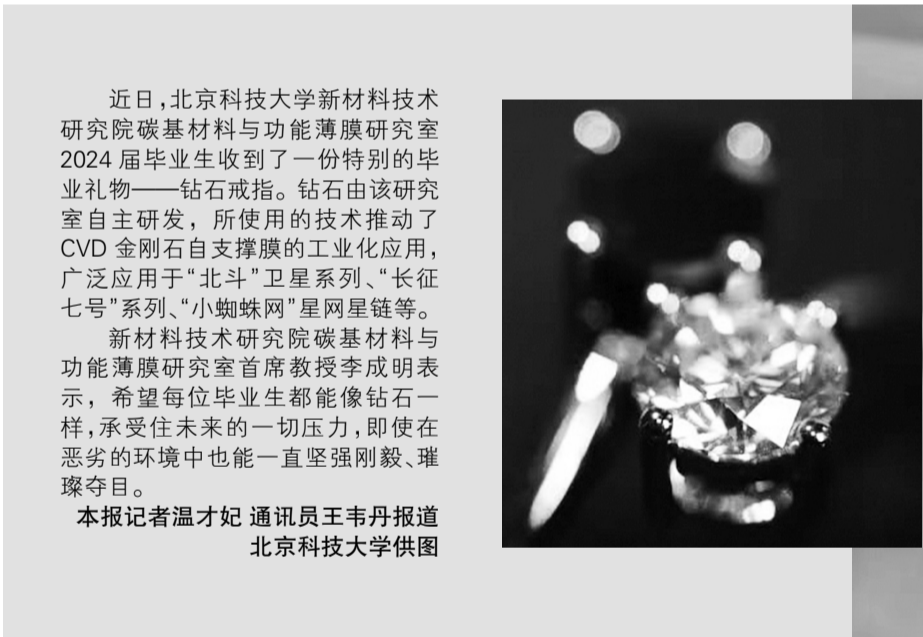 近日,北京科技大学新材料技术
研究院碳基材料与功能薄膜研究室
2024 届毕业生收到了一份特别的毕
业礼物——钻石戒指。钻石由该研究
室自主研发，所使用的技术推动了
CVD 金刚石自支撑膜的工业化应用，
广泛应用于“北斗”卫星系列、“长征
七号”系列、“小蜘蛛网”星网星链等。
新材料技术研究院碳基材料与
功能薄膜研究室首席教授李成明表
示，希望每位毕业生都能像钻石一
样,承受住未来的一切压力,即使在
恶劣的环境中也能一直坚强刚毅、璀
璨夺目。
本报记者温才妃 通讯员王韦丹报道
北京科技大学供图